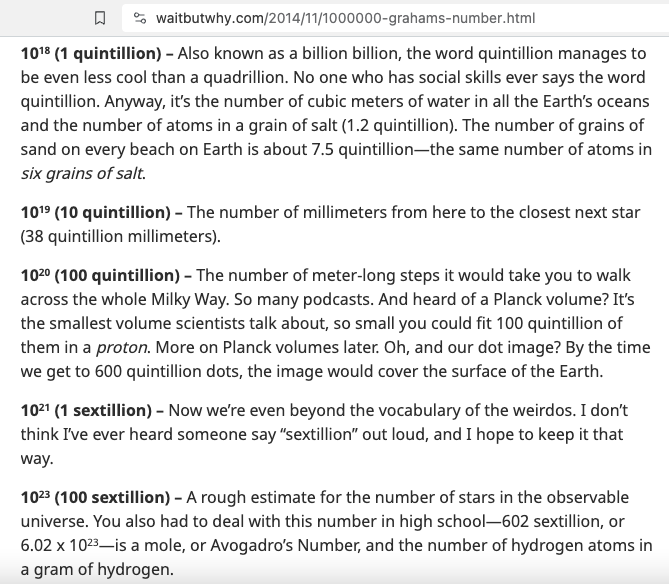 waitbutwhy.com/2014/11/1000000-grahams-number.html
10¹⁸ (1 quintillion) – Also known as a billion billion, the word quintillion manages to
be even less cool than a quadrillion. No one who has social skills ever says the word
quintillion. Anyway, it’s the number of cubic meters of water in all the Earth’s oceans
and the number of atoms in a grain of salt (1.2 quintillion). The number of grains of
sand on every beach on Earth is about 7.5 quintillion—the same number of atoms in
six grains of salt.
10¹⁹ (10 quintillion) – The number of millimeters from here to the closest next star
(38 quintillion millimeters).
10²⁰ (100 quintillion) – The number of meter-long steps it would take you to walk
across the whole Milky Way. So many podcasts. And heard of a Planck volume? It’s
the smallest volume scientists talk about, so small you could fit 100 quintillion of
them in a proton. More on Planck volumes later. Oh, and our dot image? By the time
we get to 600 quintillion dots, the image would cover the surface of the Earth.
10²¹ (1 sextillion) – Now we’re even beyond the vocabulary of the weirdos. I don’t
think I’ve ever heard someone say “sextillion” out loud, and I hope to keep it that
way.
10²³ (100 sextillion) – A rough estimate for the number of stars in the observable
universe. You also had to deal with this number in high school—602 sextillion, or
6.02 x 10²³—is a mole, or Avogadro’s Number, and the number of hydrogen atoms in
a gram of hydrogen.